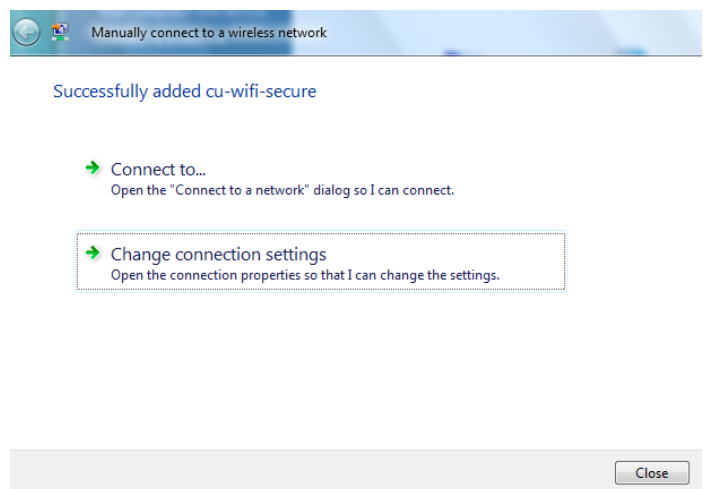 Manually connect to a wireless network
Successfully added cu-wifi-secure
Connect to...
Open the "Connect to a network" dialog so I can connect.
Change connection settings
Open the connection properties so that I can change the settings.
Close